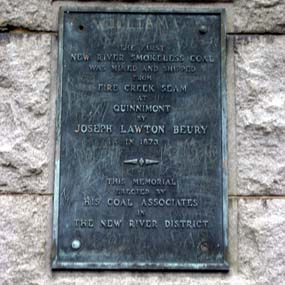 THE FIRST
NEW RIVER SMOKELESS COAL
WAS MINED AND SHIPPED
FROM
FIRE CREEK SEAM
AT
QUINNIMONT
BY
JOSEPH LAWTON BEURY
IN 1873
THIS MEMORIAL
ERECTED BY
HIS COAL ASSOCIATES
IN
THE NEW RIVER DISTRICT